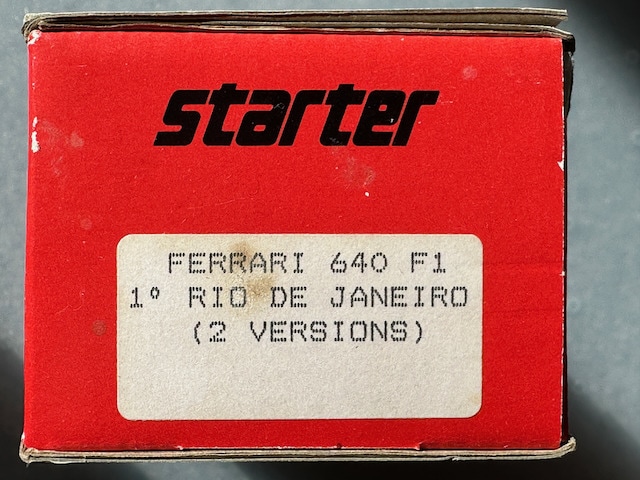 starter
FERRARI 640 F1
1° RIO DE JANEIRO
(2 VERSIONS)